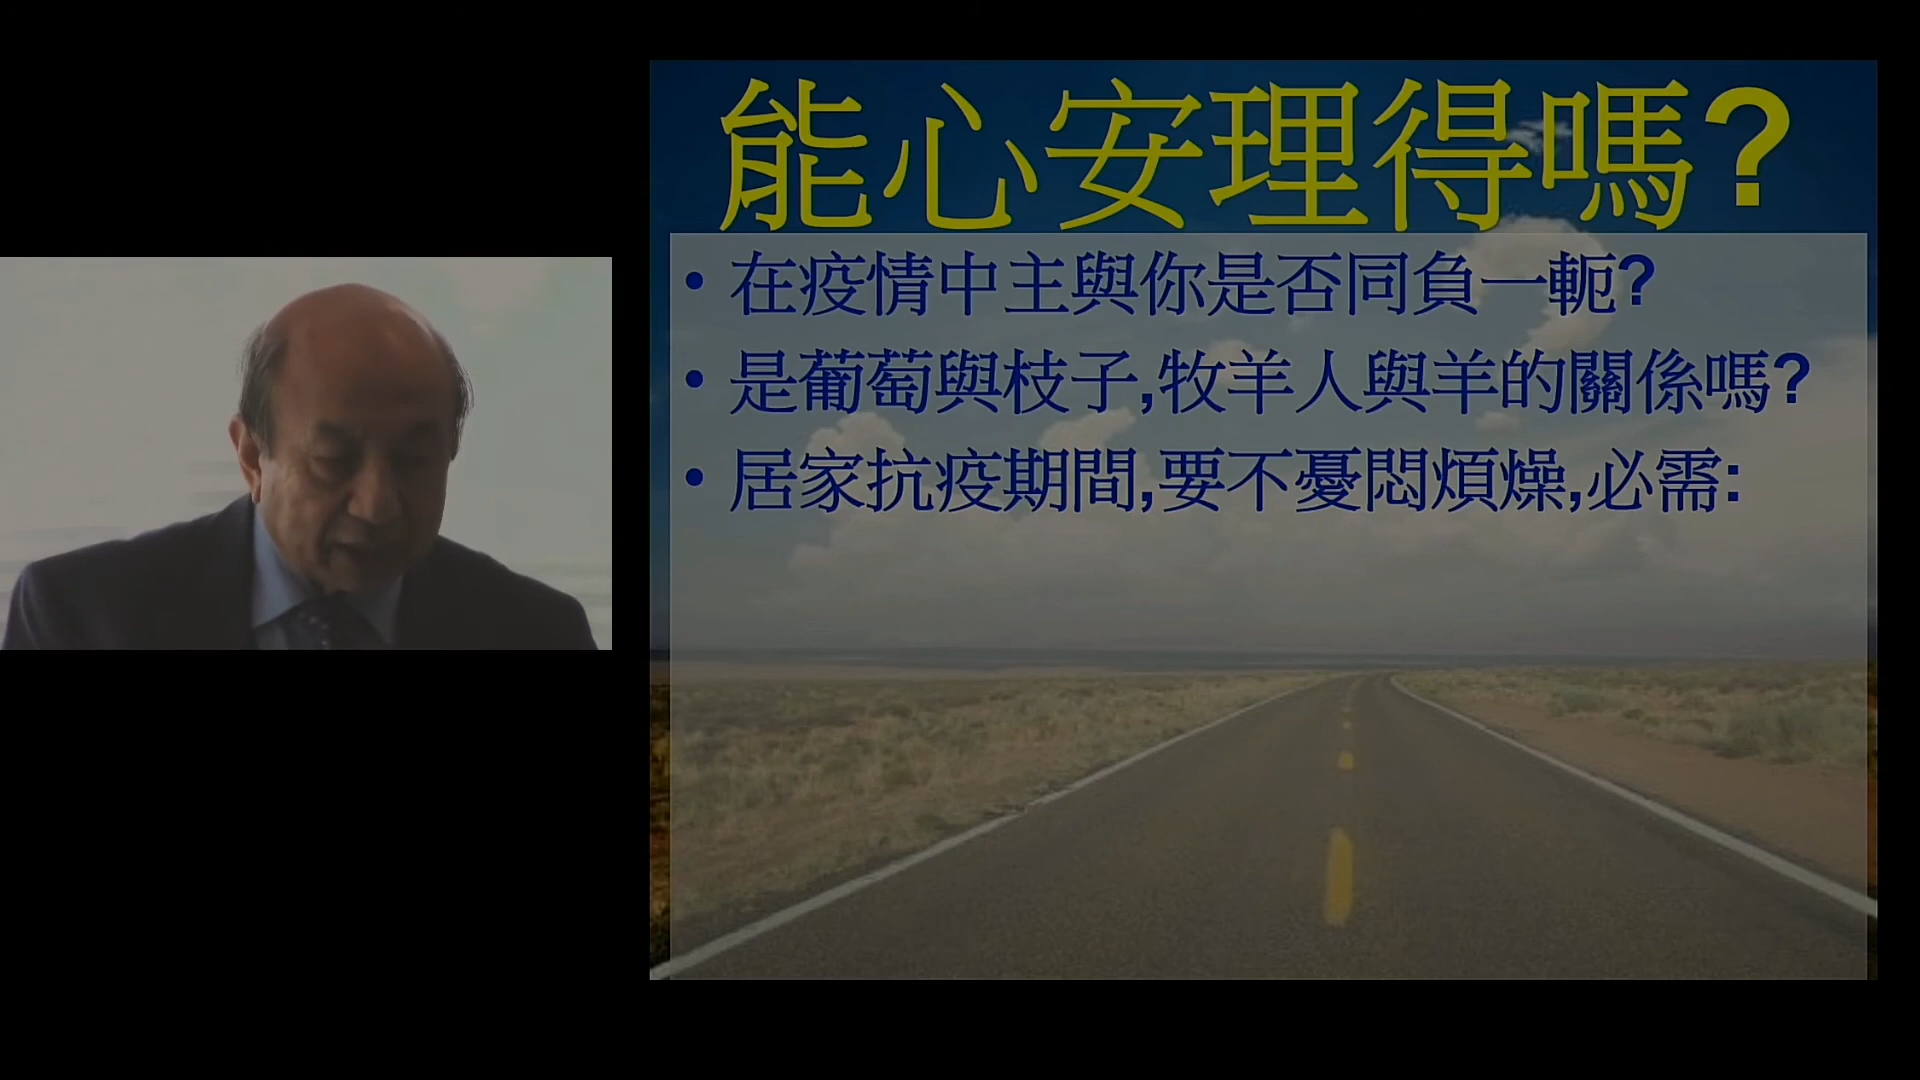 能心安理得嗎?
• 在疫情中主與你是否同負一軛?
• 是葡萄與枝子,牧羊人與羊的關係嗎?
• 居家抗疫期間,要不憂悶煩燥,必需: